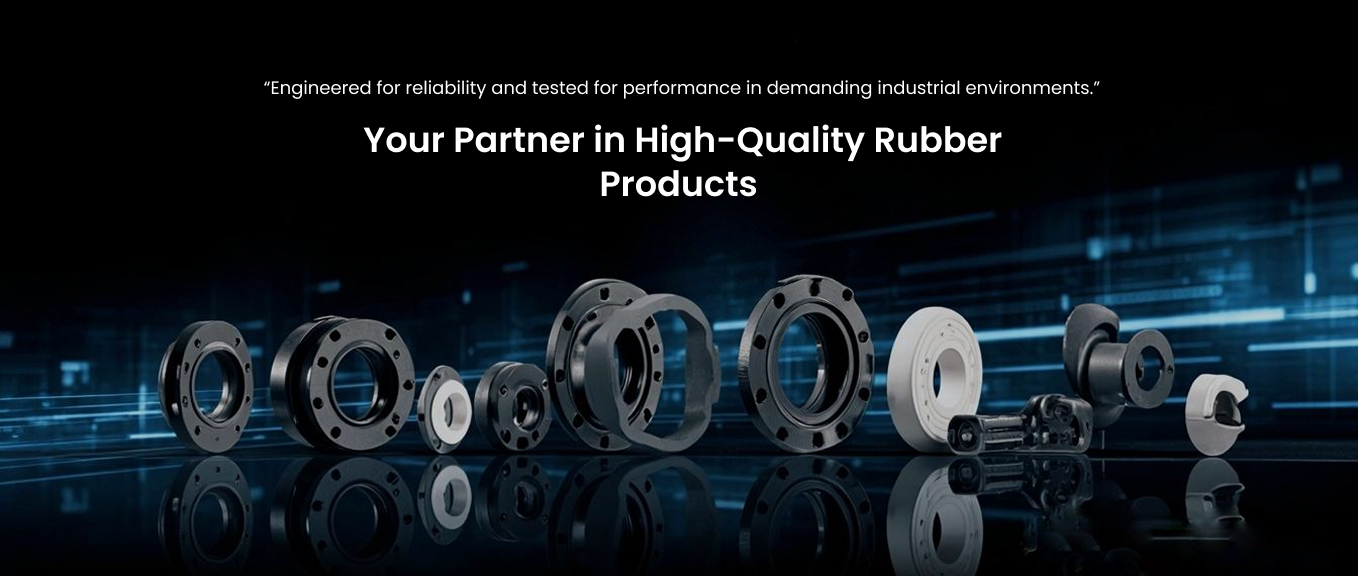 “Engineered for reliability and tested for performance in demanding industrial environments.”
Your Partner in High-Quality Rubber
Products